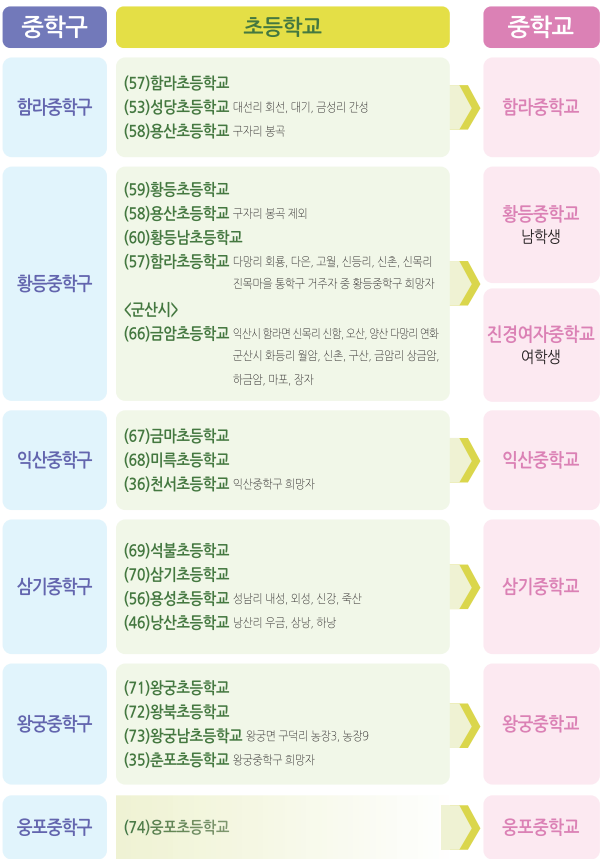 중학구 초등학교 중학교
함라중학구
(57)함라초등학교
(53)성당초등학교 대선리 회선, 대기, 금성리 간성
(58)용산초등학교 구자리 봉곡
함라중학교
황등중학구
(59)황등초등학교
(58)용산초등학교 구자리 봉곡 제외
(60)황등남초등학교
(57)함라초등학교 다망리 회룡, 다은, 고월, 신등리, 신촌, 신목리
진목마을 통학구 거주자 중 황등중학구 희망자
<군산시>
(66)금암초등학교 익산시 함라면 신목리 신함, 오산, 양산 다망리 면화
군산시 화등리 월암, 신촌, 구산, 금암리 상금암,
하금암, 마포, 장자
황등중학교
남학생
진경여자중학교
여학생
익산중학구
(67)금마초등학교
(68)미륵초등학교
(36)천서초등학교 익산중학구 희망자
익산중학교
삼기중학구
(69)석불초등학교
(70)삼기초등학교
(56)용성초등학교 성남리 내성, 외성, 신강, 죽산
(46)낭산초등학교 낭산리 우금, 상낭, 하낭
삼기중학교
왕궁중학구
(71)왕궁초등학교
(72)왕북초등학교
(73)왕궁남초등학교 왕궁면 구덕리 농장3, 농장9
(35)춘포초등학교 왕궁중학구 희망자
왕궁중학교
웅포중학구
(74)웅포초등학교
웅포중학교